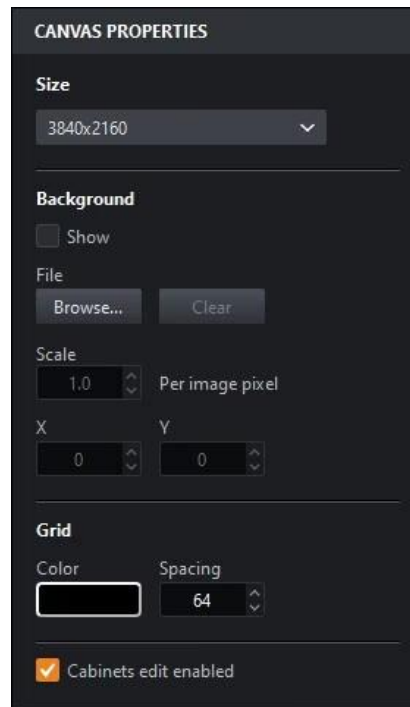 CANVAS PROPERTIES
Size
3840x2160
Background
Show
File
Browse... Clear
Scale
1.0 Per image pixel
X Y
0 0
Grid
Color Spacing
64
Cabinets edit enabled